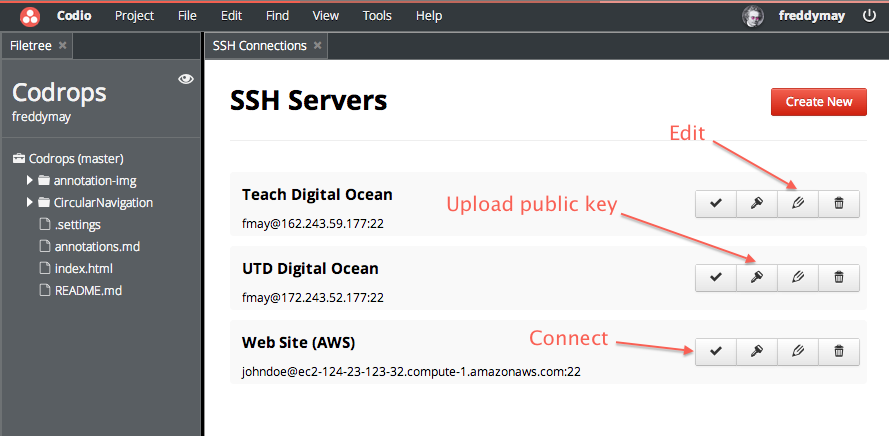 Codio Project File Edit Find View Tools Help freddymay
Filetree × SSH Connections ×
Codrops
freddymay
Codrops (master)
annotation-img
CircularNavigation
.settings
annotations.md
index.html
README.md
SSH Servers
Create New
Edit
Teach Digital Ocean
fmay@162.243.59.177:22
Upload public key
UTD Digital Ocean
fmay@172.243.52.177:22
Connect
Web Site (AWS)
johndoe@ec2-124-23-123-32.compute-1.amazonaws.com:22